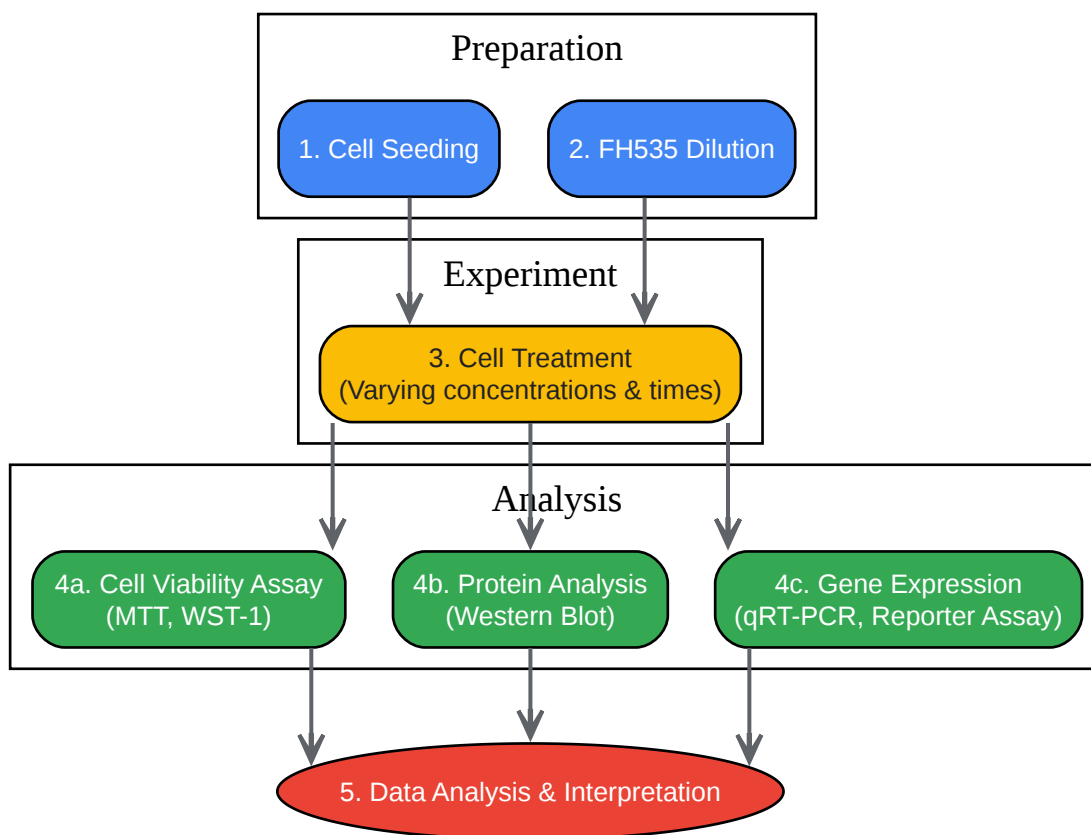 Preparation
1. Cell Seeding
2. FH535 Dilution
Experiment
3. Cell Treatment
(Varying concentrations & times)
Analysis
4a. Cell Viability Assay
(MTT, WST-1)
4b. Protein Analysis
(Western Blot)
4c. Gene Expression
(qRT-PCR, Reporter Assay)
5. Data Analysis & Interpretation